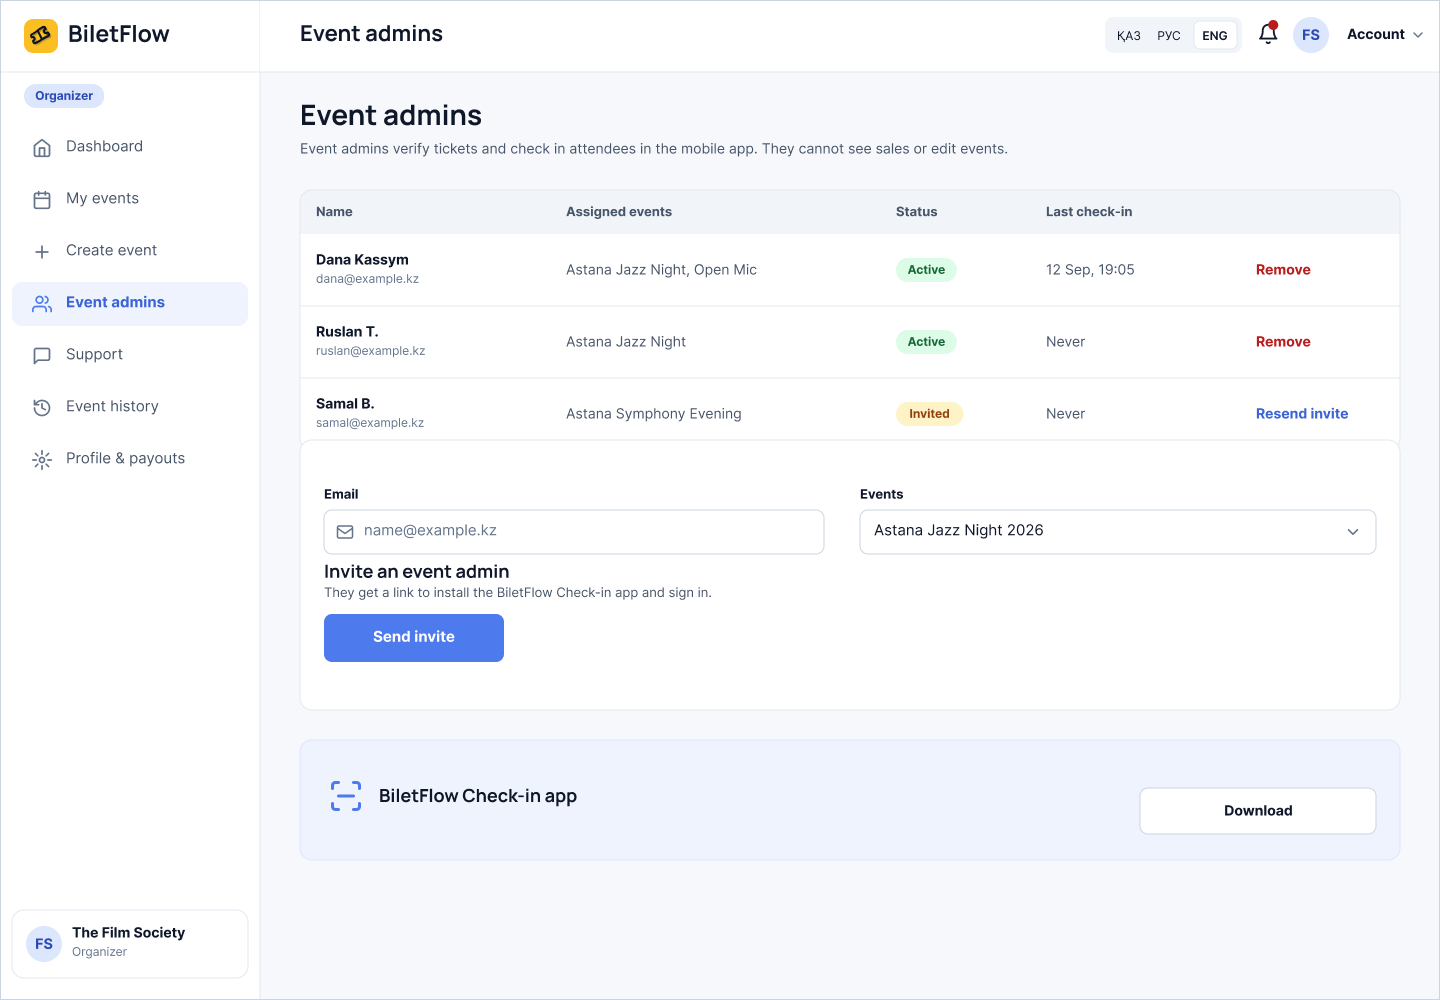 BiletFlow
Event admins
ҚАЗ
РУС
ENG
FS
Account
Organizer
Dashboard
My events
Create event
Event admins
Support
Event history
Profile & payouts
FS
The Film Society
Organizer
Event admins
Event admins verify tickets and check in attendees in the mobile app. They cannot see sales or edit events.
Name
Assigned events
Status
Last check-in
Dana Kassym
dana@example.kz
Astana Jazz Night, Open Mic
Active
12 Sep, 19:05
Remove
Ruslan T.
ruslan@example.kz
Astana Jazz Night
Active
Never
Remove
Samal B.
samal@example.kz
Astana Symphony Evening
Invited
Never
Resend invite
Email
name@example.kz
Events
Astana Jazz Night 2026
Invite an event admin
They get a link to install the BiletFlow Check-in app and sign in.
Send invite
BiletFlow Check-in app
Download